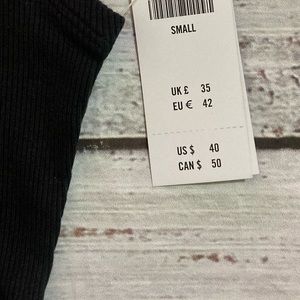 SMALL
UK £ 35
EU € 42
US $ 40
CAN $ 50